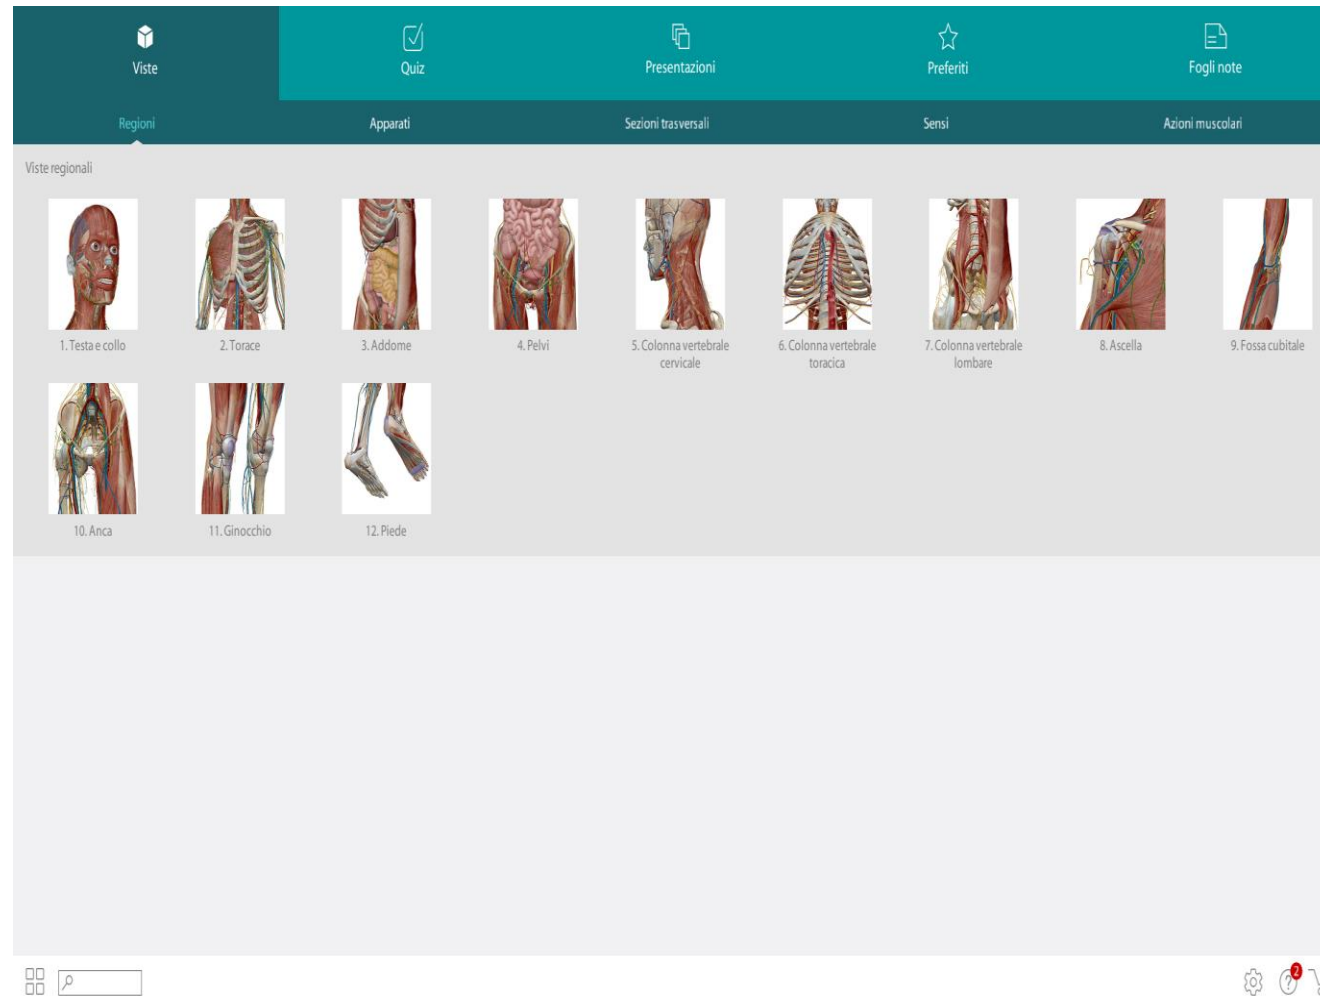 Viste
Quiz
Presentazioni
Preferiti
Fogli note
Regioni
Apparati
Sezioni trasversali
Sensi
Azioni muscolari
Viste regionali
1. Testa e collo
2. Torace
3. Addome
4. Pelvi
5. Colonna vertebrale
cervicale
6. Colonna vertebrale
toracica
7. Colonna vertebrale
lombare
8. Ascella
9. Fossa cubitale
10. Anca
11. Ginocchio
12. Piede
2